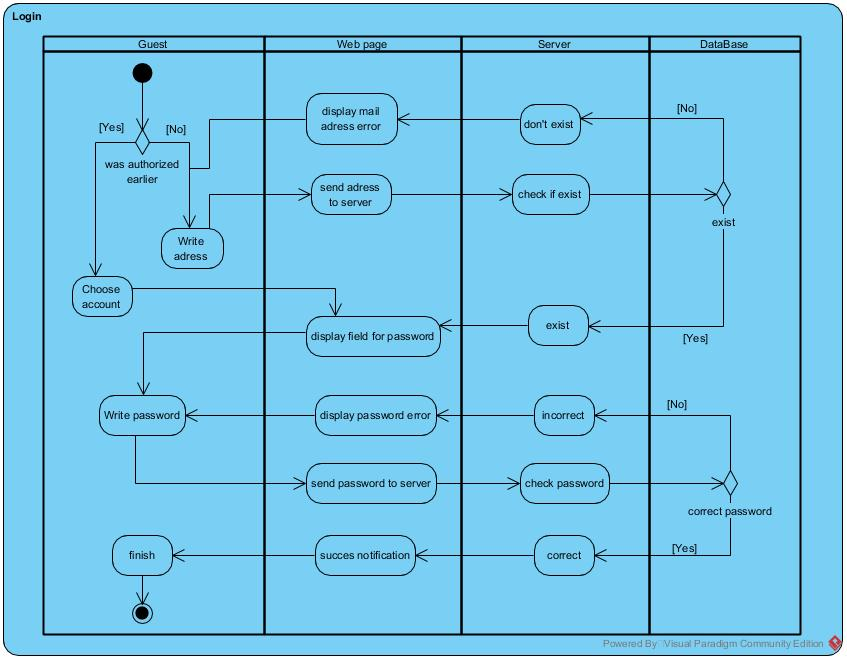 Login
Guest
Web page
Server
DataBase
[Yes]
[No]
was authorized
earlier
display mail
adress error
don't exist
[No]
Write
adress
send adress
to server
check if exist
exist
Choose
account
display field for password
exist
[Yes]
Write password
display password error
incorrect
[No]
send password to server
check password
correct password
finish
succes notification
correct
[Yes]
Powered By Visual Paradigm Community Edition